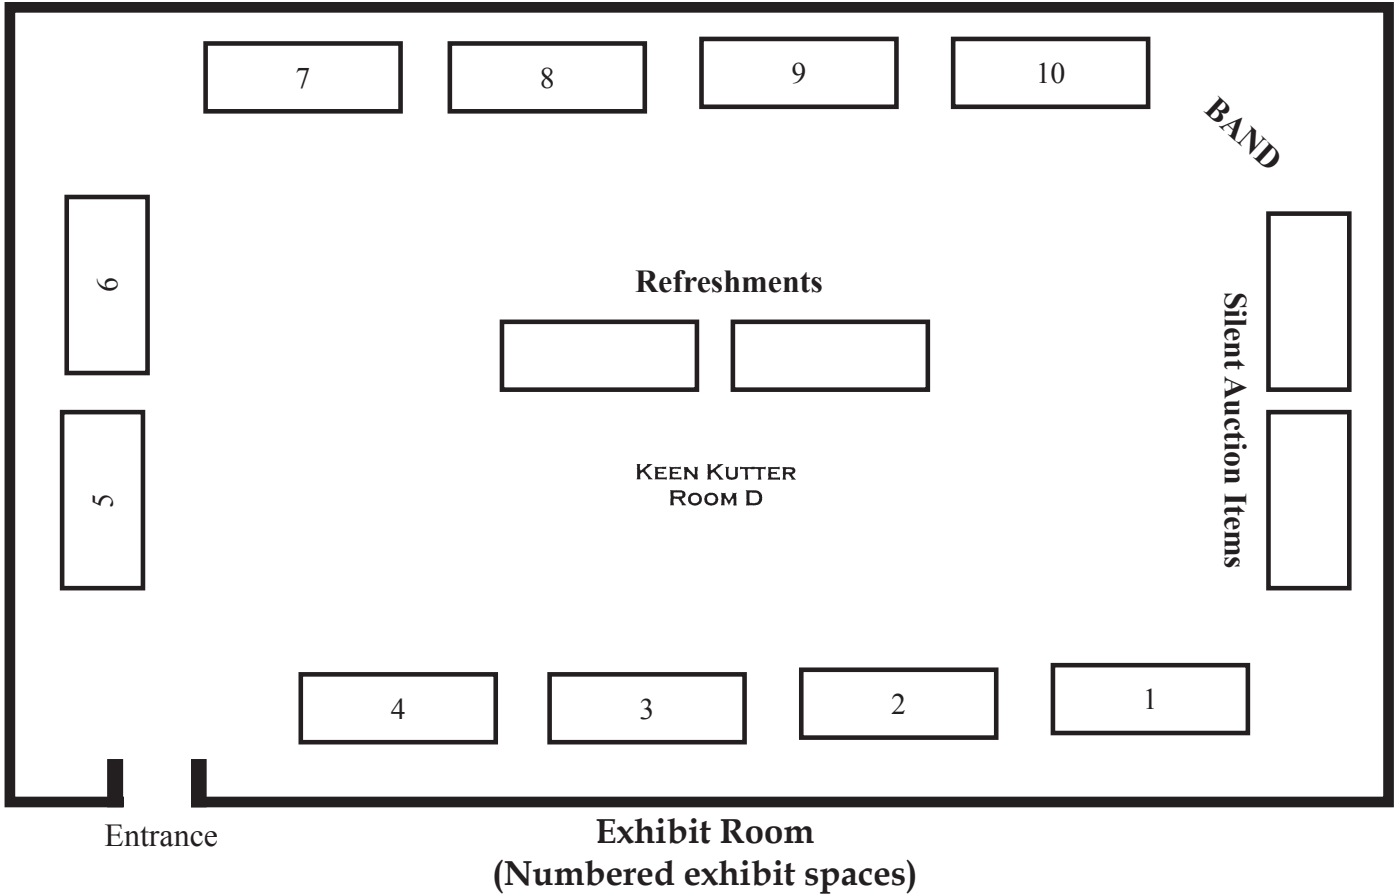 7
8
9
10
BAND
6
Refreshments
Silent Auction Items
5
KEEN KUTTER
ROOM D
4
3
2
1
Entrance
Exhibit Room
(Numbered exhibit spaces)